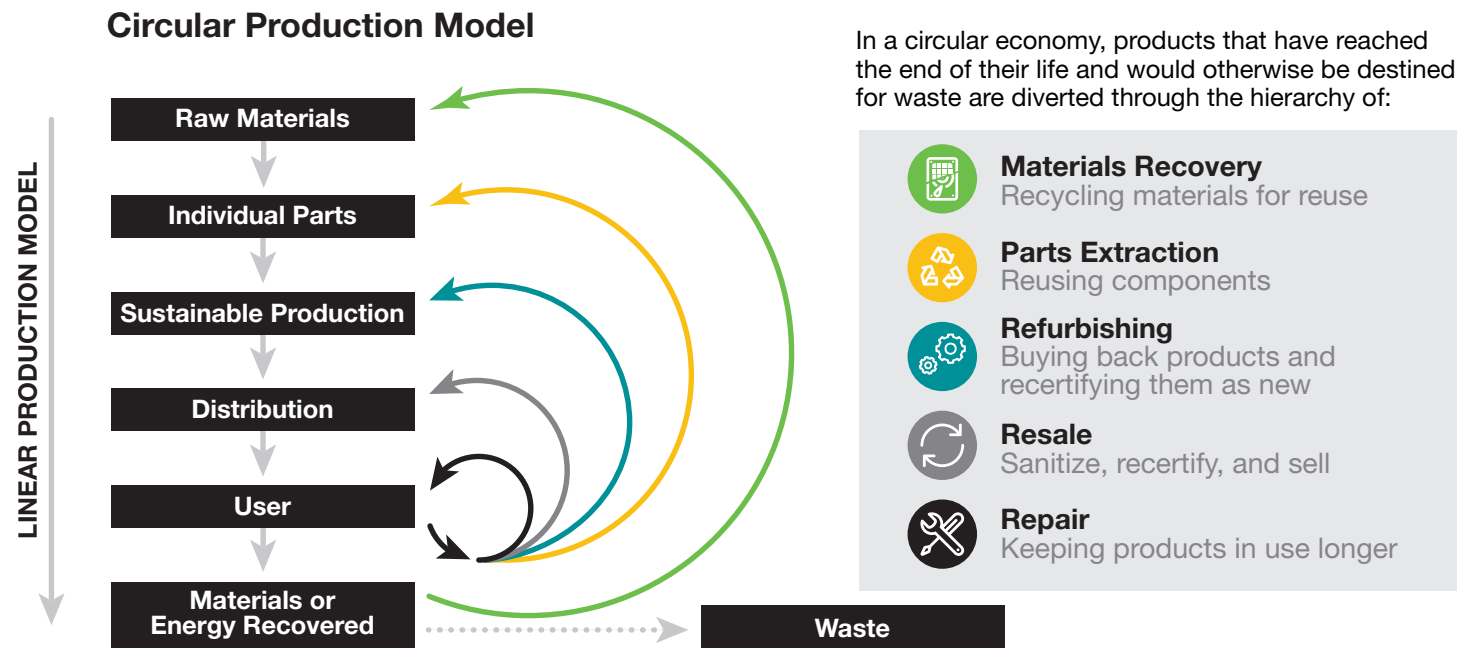 Circular Production Model
LINEAR PRODUCTION MODEL
Raw Materials
Individual Parts
Sustainable Production
Distribution
User
Materials or
Energy Recovered
Waste
In a circular economy, products that have reached
the end of their life and would otherwise be destined
for waste are diverted through the hierarchy of:
Materials Recovery
Recycling materials for reuse
Parts Extraction
Reusing components
Refurbishing
Buying back products and
recertifying them as new
Resale
Sanitize, recertify, and sell
Repair
Keeping products in use longer